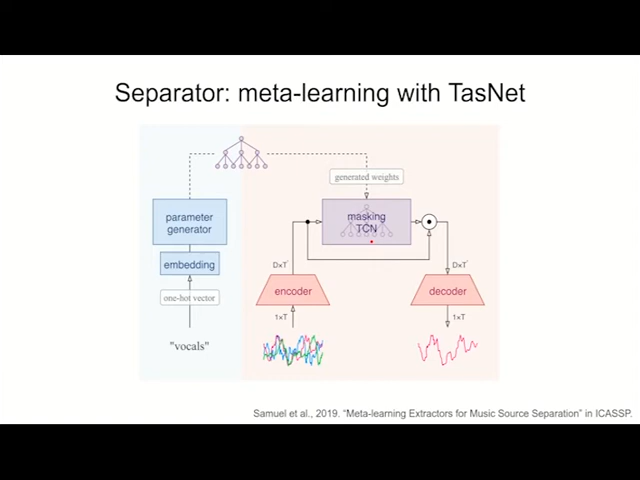 Separator: meta-learning with TasNet
generated weights
parameter
generator
masking
TCN
embedding
D×T'
D×T'
one-hot vector
encoder
decoder
1×T
1×T
"vocals"
Samuel et al., 2019. “Meta-learning Extractors for Music Source Separation” in ICASSP.